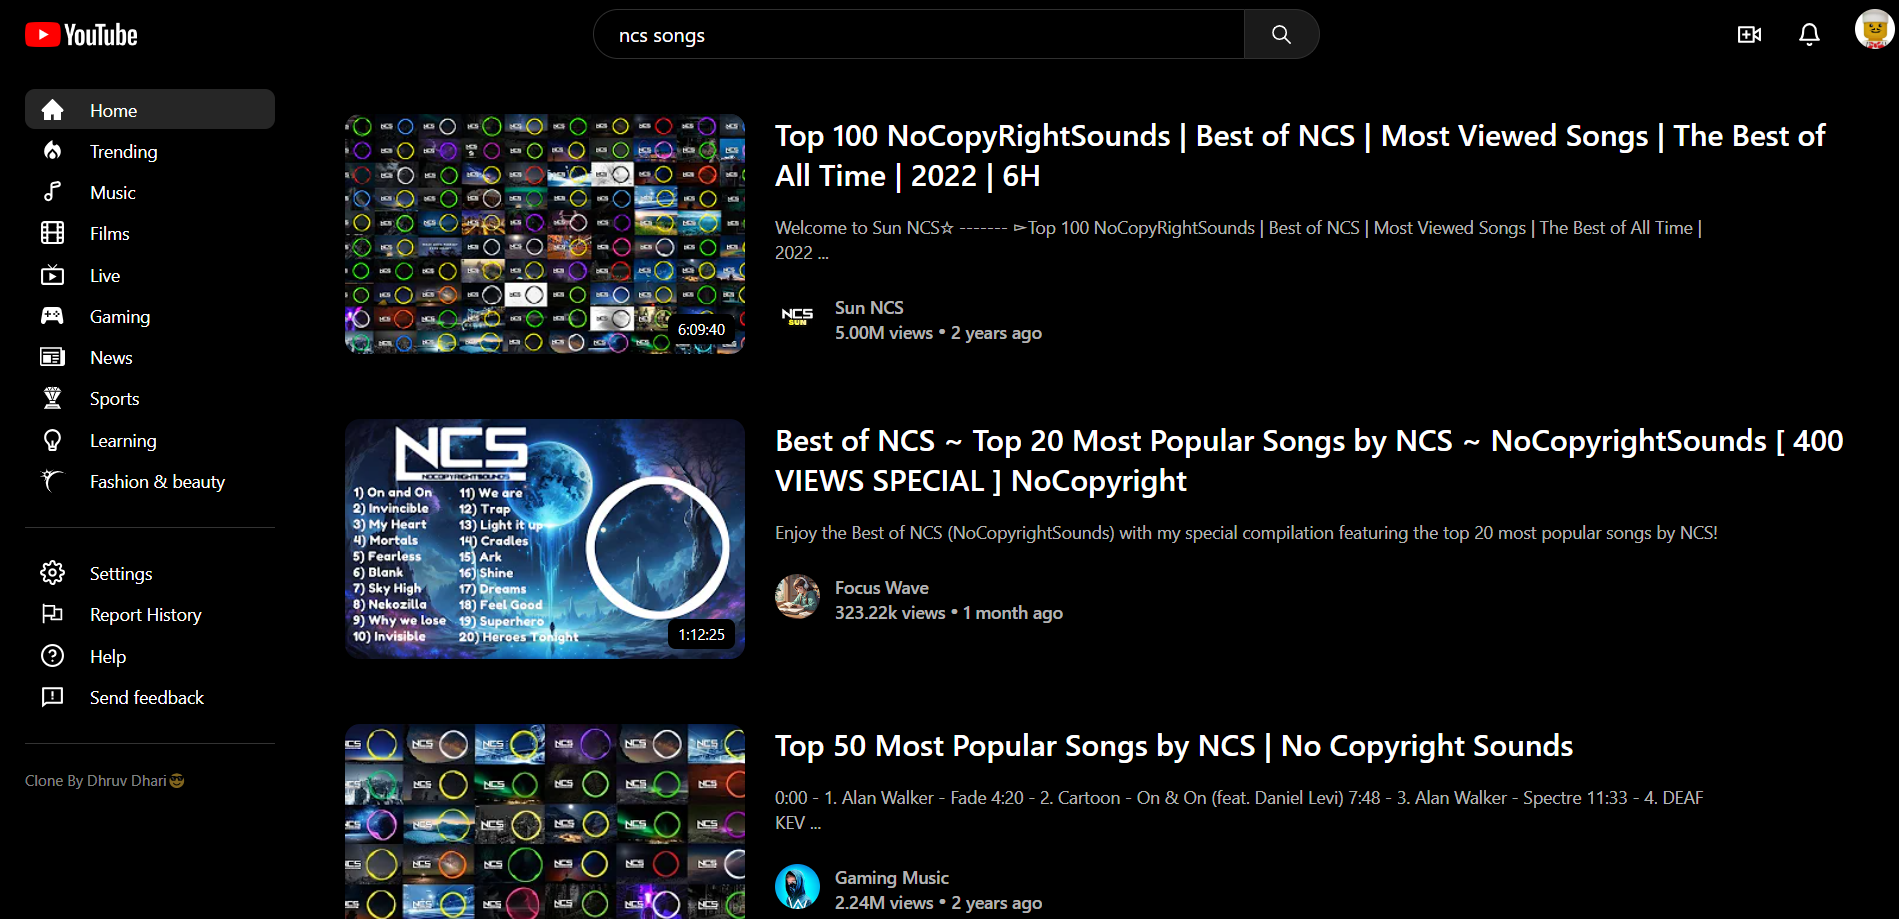 YouTube
ncs songs
Home
Trending
Music
Films
Live
Gaming
News
Sports
Learning
Fashion & beauty
Settings
Report History
Help
Send feedback
Clone By Dhruv Dhari😎
6:09:40
Top 100 NoCopyRightSounds | Best of NCS | Most Viewed Songs | The Best of
All Time | 2022 | 6H
Welcome to Sun NCS☆ ------- ►Top 100 NoCopyRightSounds | Best of NCS | Most Viewed Songs | The Best of All Time |
2022 ...
NCS
SUN
Sun NCS
5.00M views • 2 years ago
NCS
NOCOPYRIGHTSOUNDS
1) On and On
2) Invincible
3) My Heart
4) Mortals
5) Fearless
6) Blank
7) Sky High
8) Nekozilla
9) Why we lose
10) Invisible
11) We are
12) Trap
13) Light it up
14) Cradles
15) Ark
16) Shine
17) Dreams
18) Feel Good
19) Superhero
20) Heroes Tonight
1:12:25
Best of NCS ~ Top 20 Most Popular Songs by NCS ~ NoCopyrightSounds [ 400
VIEWS SPECIAL ] NoCopyright
Enjoy the Best of NCS (NoCopyrightSounds) with my special compilation featuring the top 20 most popular songs by NCS!
Focus Wave
323.22k views • 1 month ago
Top 50 Most Popular Songs by NCS | No Copyright Sounds
0:00 - 1. Alan Walker - Fade 4:20 - 2. Cartoon - On & On (feat. Daniel Levi) 7:48 - 3. Alan Walker - Spectre 11:33 - 4. DEAF
KEV ...
Gaming Music
2.24M views • 2 years ago